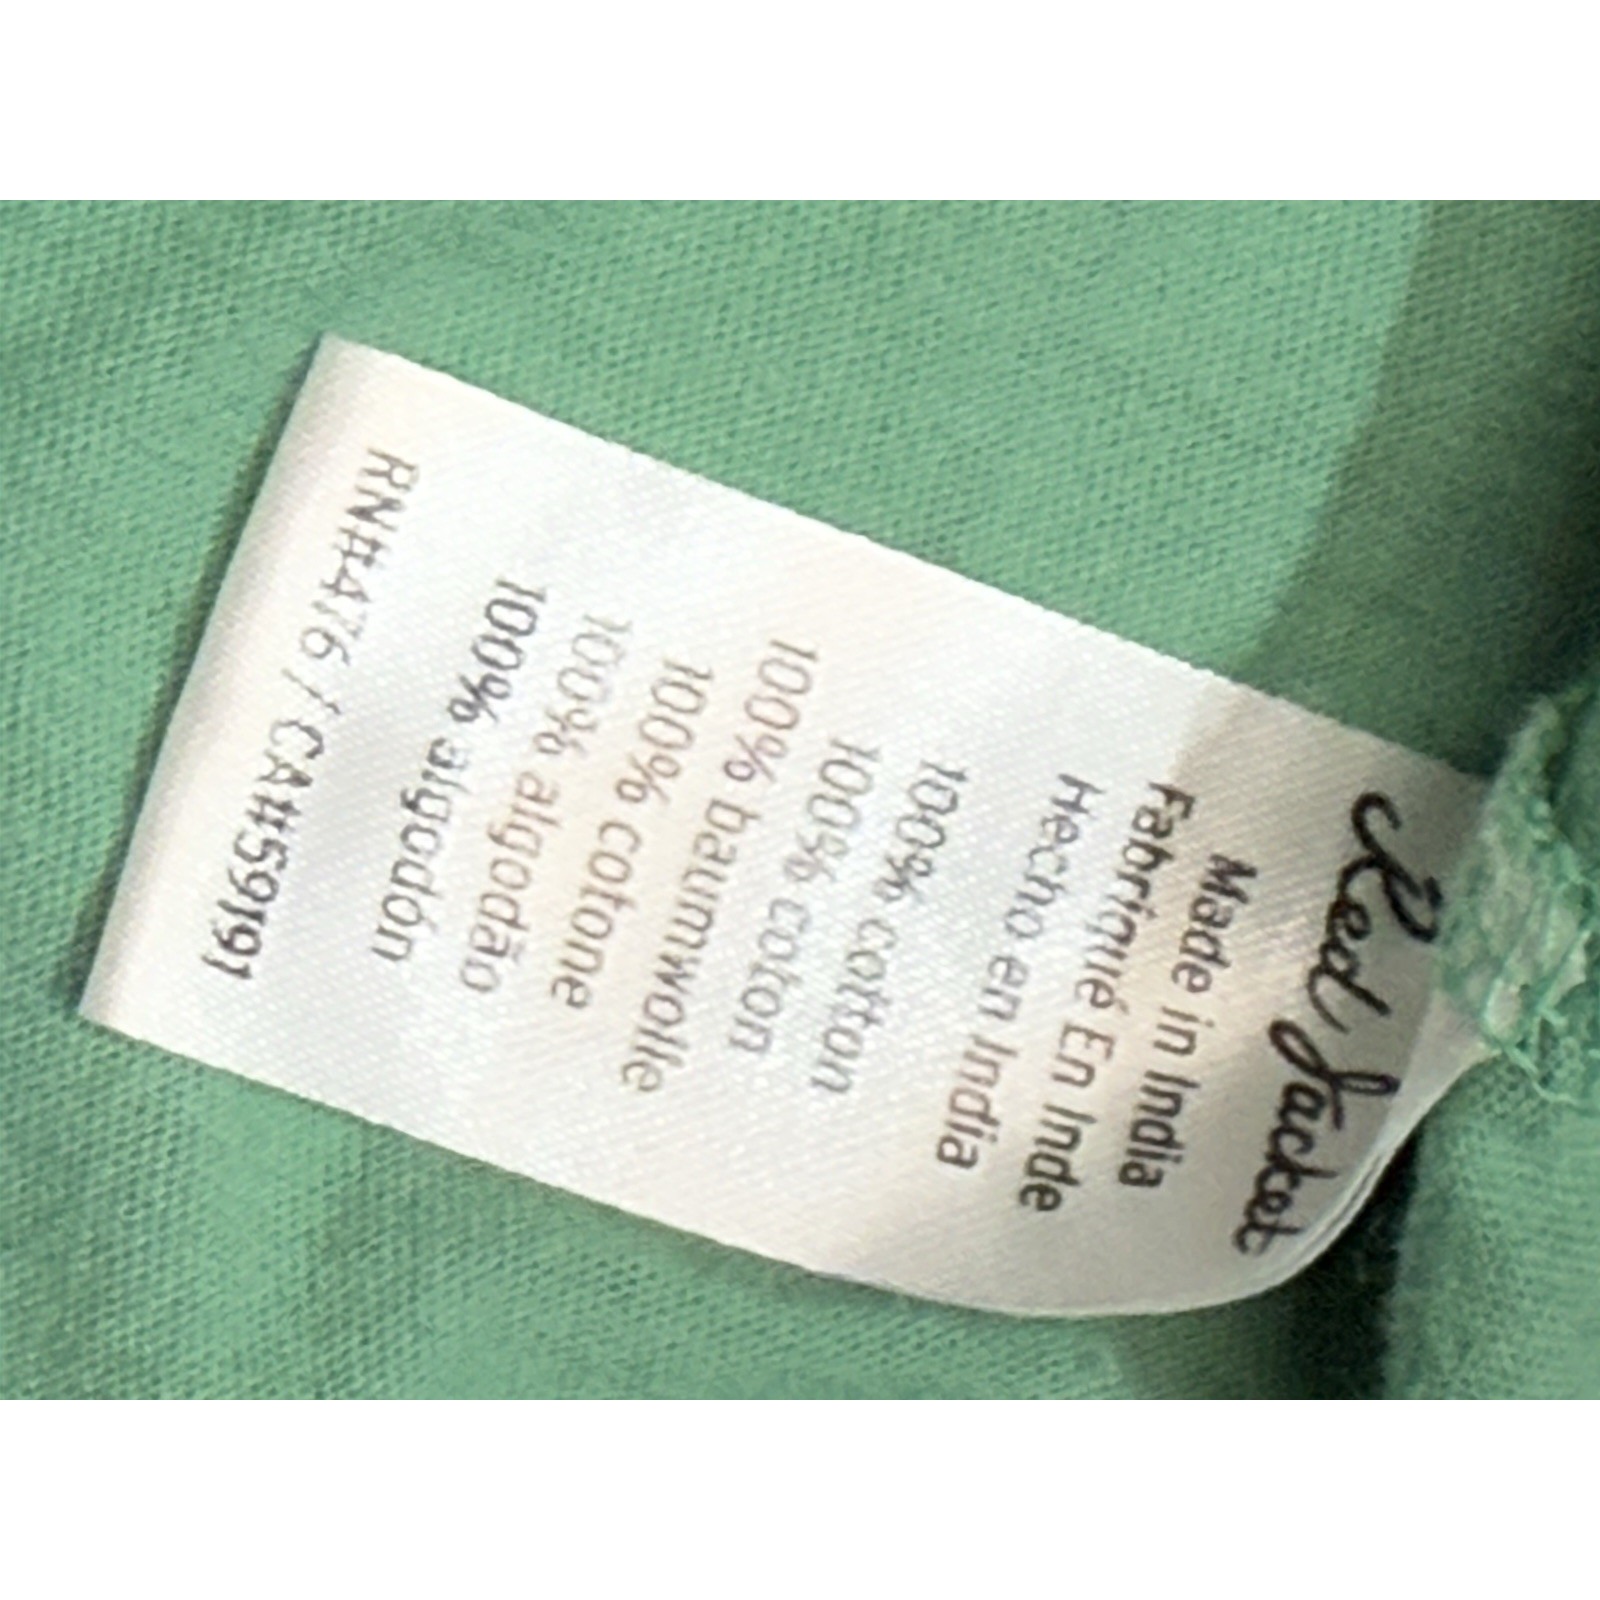 Red Jacket
Made in India
Fabriqué En Inde
Hecho en India
100% cotton
100% coton
100% baumwolle
100% cotone
100% algodão
100% algodón
RN#476 / CA#59191